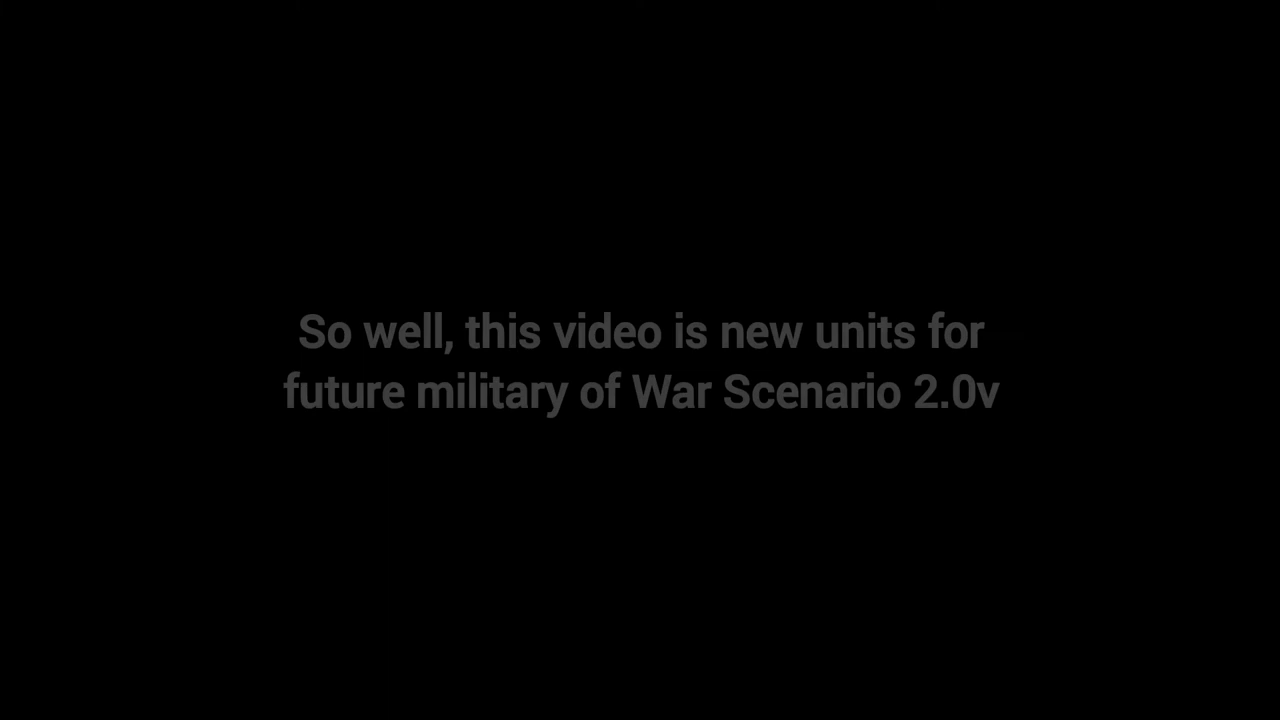 So well, this video is new units for
future military of War Scenario 2.0v